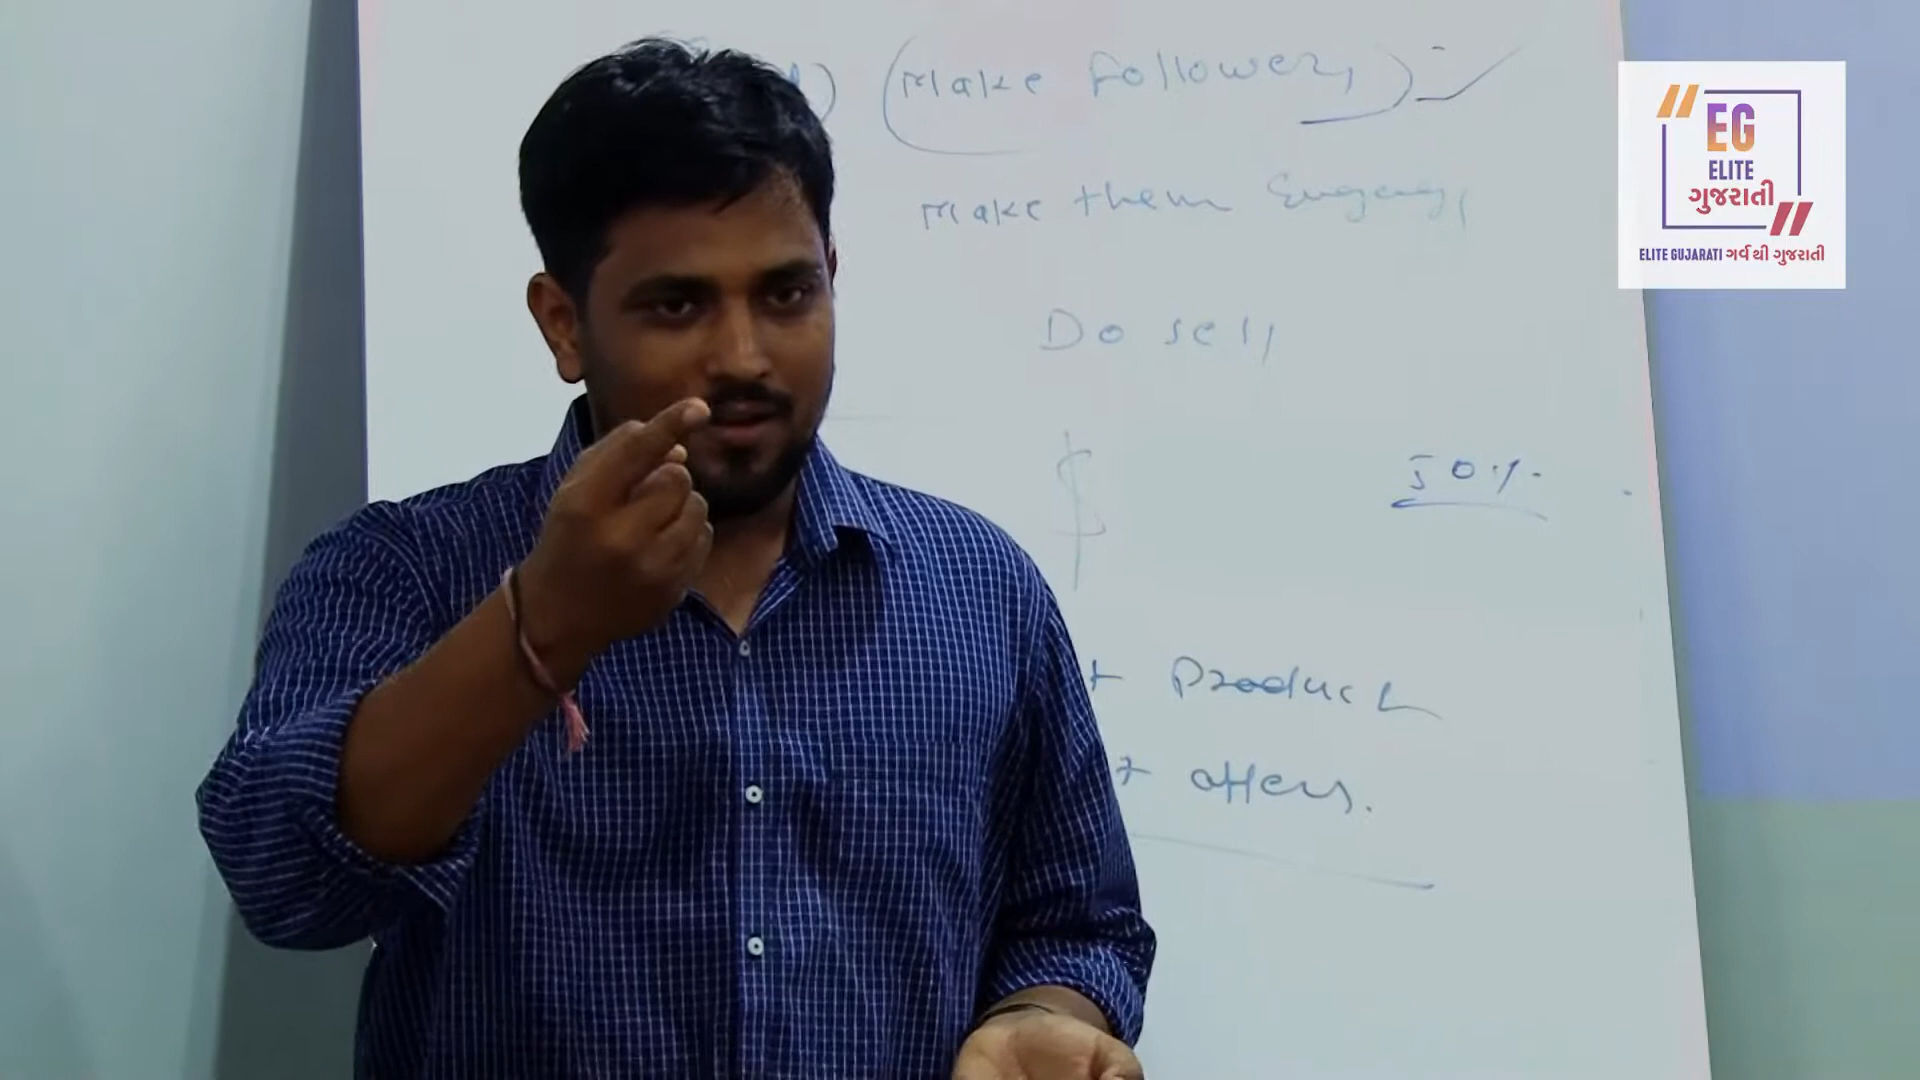 Make Followers
Make them Engage
Do sell
$
50%
+ Product
+ offers.
EG
ELITE
ગુજરાતી
ELITE GUJARATI ગર્વ થી ગુજરાતી